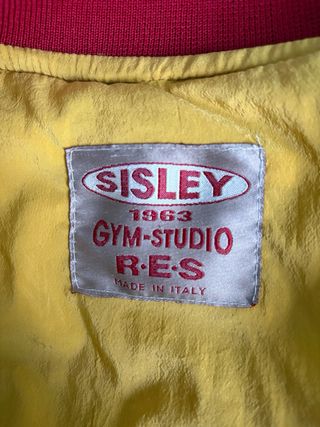 SISLEY
1963
GYM-STUDIO
R·E·S
MADE IN ITALY